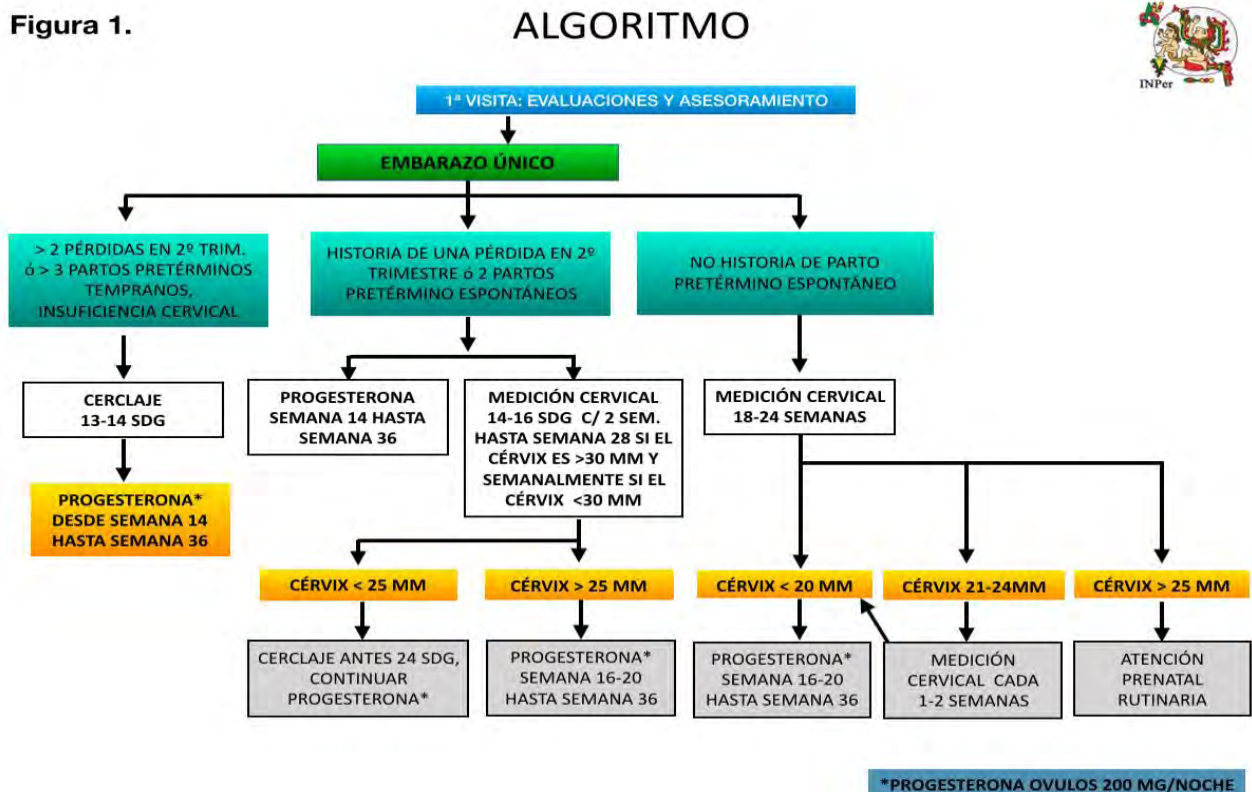 Figura 1.
ALGORITMO
INPer
1ª VISITA: EVALUACIONES Y ASESORAMIENTO
EMBARAZO ÚNICO
> 2 PÉRDIDAS EN 2º TRIM.
ó > 3 PARTOS PRETÉRMINOS
TEMPRANOS,
INSUFICIENCIA CERVICAL
HISTORIA DE UNA PÉRDIDA EN 2º
TRIMESTRE ó 2 PARTOS
PRETÉRMINO ESPONTÁNEOS
NO HISTORIA DE PARTO
PRETÉRMINO ESPONTÁNEO
CERCLAJE
13-14 SDG
PROGESTERONA
SEMANA 14 HASTA
SEMANA 36
MEDICIÓN CERVICAL
14-16 SDG C/ 2 SEM.
HASTA SEMANA 28 SI EL
CÉRVIX ES >30 MM Y
SEMANALMENTE SI EL
CÉRVIX <30 MM
MEDICIÓN CERVICAL
18-24 SEMANAS
PROGESTERONA*
DESDE SEMANA 14
HASTA SEMANA 36
CÉRVIX < 25 MM
CÉRVIX > 25 MM
CÉRVIX < 20 MM
CÉRVIX 21-24MM
CÉRVIX > 25 MM
CERCLAJE ANTES 24 SDG,
CONTINUAR
PROGESTERONA*
PROGESTERONA*
SEMANA 16-20
HASTA SEMANA 36
PROGESTERONA*
SEMANA 16-20
HASTA SEMANA 36
MEDICIÓN
CERVICAL CADA
1-2 SEMANAS
ATENCIÓN
PRENATAL
RUTINARIA
*PROGESTERONA OVULOS 200 MG/NOCHE